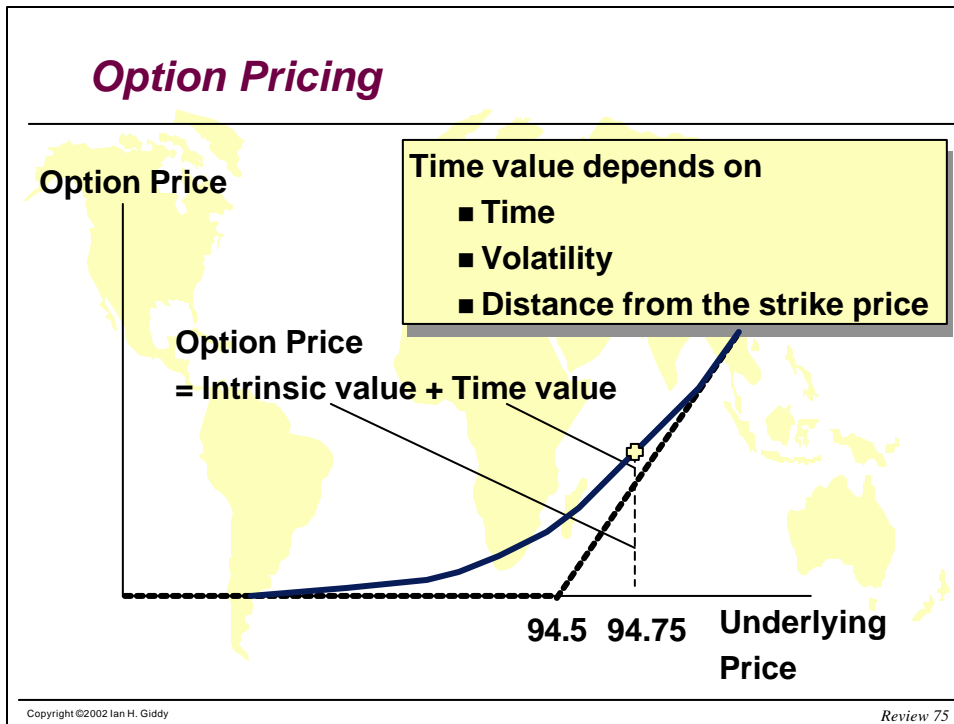 Option Pricing
Option Price
Time value depends on
■ Time
■ Volatility
■ Distance from the strike price
Option Price
= Intrinsic value + Time value
94.5 94.75 Underlying
Price
Copyright ©2002 Ian H. Giddy
Review 75